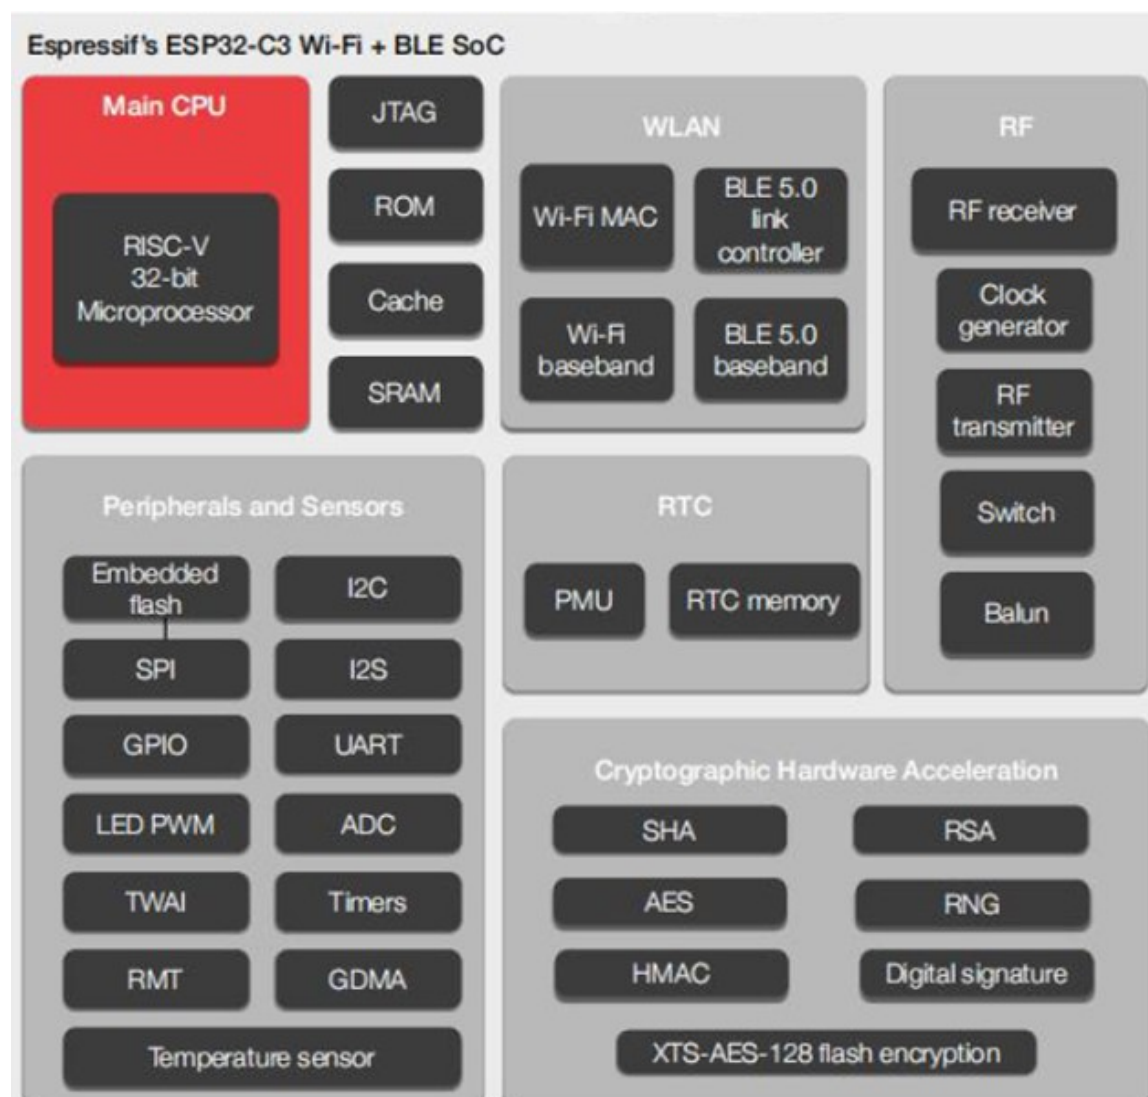 Espressif's ESP32-C3 Wi-Fi + BLE SoC
Main CPU
RISC-V
32-bit
Microprocessor
JTAG
ROM
Cache
SRAM
WLAN
Wi-Fi MAC
BLE 5.0
link
controller
Wi-Fi
baseband
BLE 5.0
baseband
RF
RF receiver
Clock
generator
RF
transmitter
Switch
Balun
Peripherals and Sensors
Embedded
flash
I2C
SPI
I2S
GPIO
UART
LED PWM
ADC
TWAI
Timers
RMT
GDMA
Temperature sensor
RTC
PMU
RTC memory
Cryptographic Hardware Acceleration
SHA
RSA
AES
RNG
HMAC
Digital signature
XTS-AES-128 flash encryption